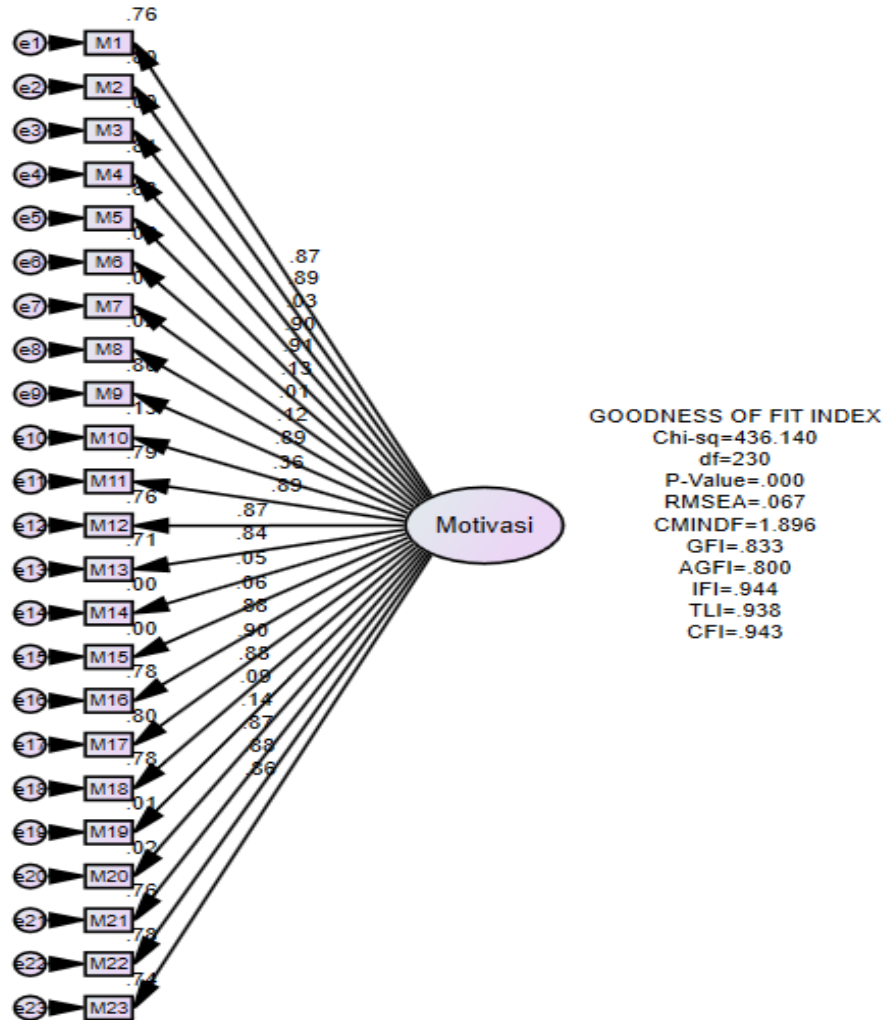 .76
e1 M1
e2 M2
e3 M3
e4 M4
e5 M5
e6 M6
e7 M7
e8 M8
e9 M9
e10 M10
.79
e11 M11
.76
e12 M12
.71
e13 M13
.00
e14 M14
.00
e15 M15
.78
e16 M16
.80
e17 M17
.78
e18 M18
.01
e19 M19
.02
e20 M20
.76
e21 M21
.78
e22 M22
.74
e23 M23
.87
.89
.03
.90
.91
.13
.01
.12
.89
.36
.89
.87
.84
.05
.06
.88
.90
.88
.09
.14
.87
.88
.86
Motivasi
GOODNESS OF FIT INDEX
Chi-sq=436.140
df=230
P-Value=.000
RMSEA=.067
CMINDF=1.896
GFI=.833
AGFI=.800
IFI=.944
TLI=.938
CFI=.943